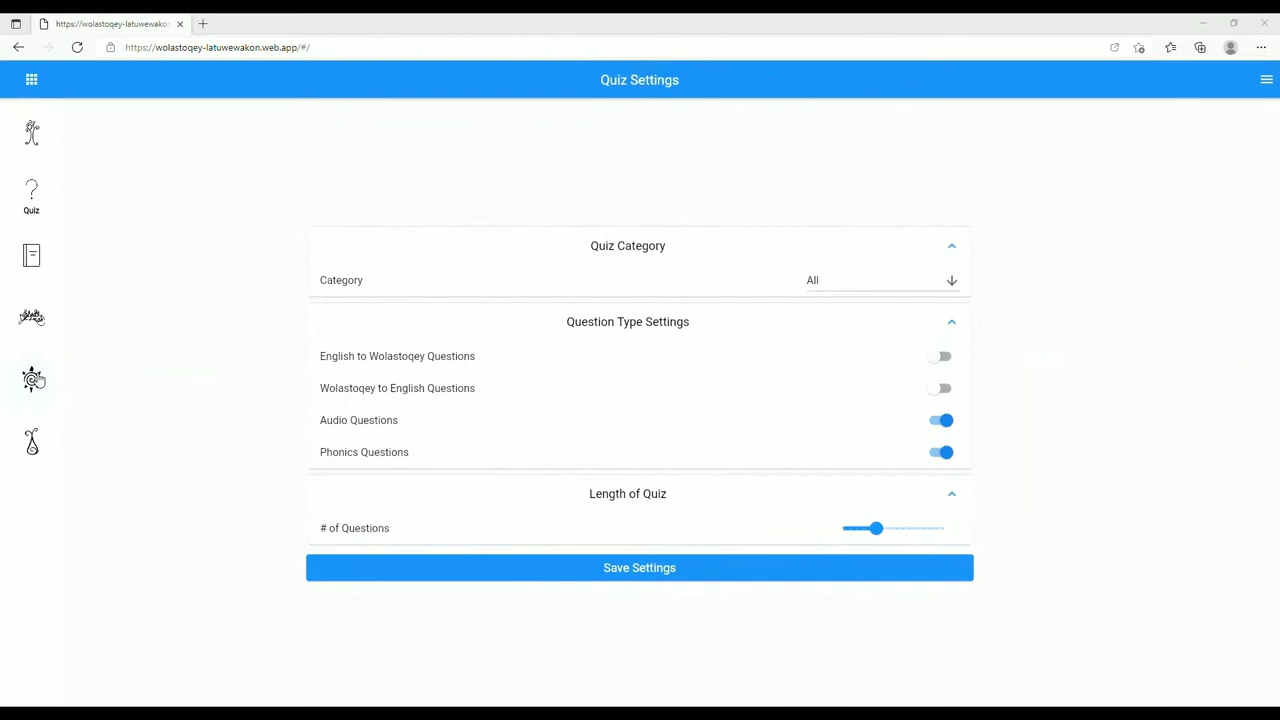 https://wolastoqey-latuwewakon
https://wolastoqey-latuwewakon.web.app/#/
Quiz Settings
Quiz
Quiz Category
Category All
Question Type Settings
English to Wolastoqey Questions
Wolastoqey to English Questions
Audio Questions
Phonics Questions
Length of Quiz
# of Questions
Save Settings